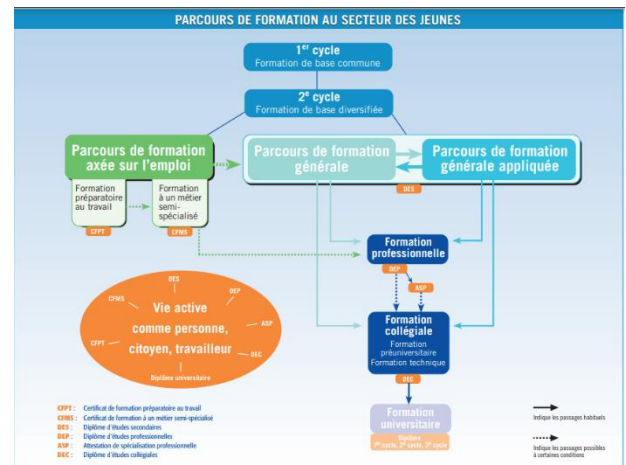 PARCOURS DE FORMATION AU SECTEUR DES JEUNES
1er cycle
Formation de base commune
2e cycle
Formation de base diversifiée
Parcours de formation
axée sur l'emploi
Parcours de formation
générale
Parcours de formation
générale appliquée
DES
Formation
préparatoire
au travail
CFPT
Formation
à un métier
semi-
spécialisé
CFMS
Formation
professionnelle
DEP
ASP
Formation
collégiale
Formation
préuniversitaire
Formation technique
DEC
Formation
universitaire
Diplôme
1er cycle, 2e cycle, 3e cycle
DES
CFMS
DEP
Vie active
comme personne,
citoyen, travailleur
ASP
CFPT
DEC
Diplôme universitaire
CFPT : Certificat de formation préparatoire au travail
CFMS : Certificat de formation à un métier semi-spécialisé
DES : Diplôme d'études secondaires
DEP : Diplôme d'études professionnelles
ASP : Attestation de spécialisation professionnelle
DEC : Diplôme d'études collégiales
Indique les passages habituels
Indique les passages possibles
à certaines conditions